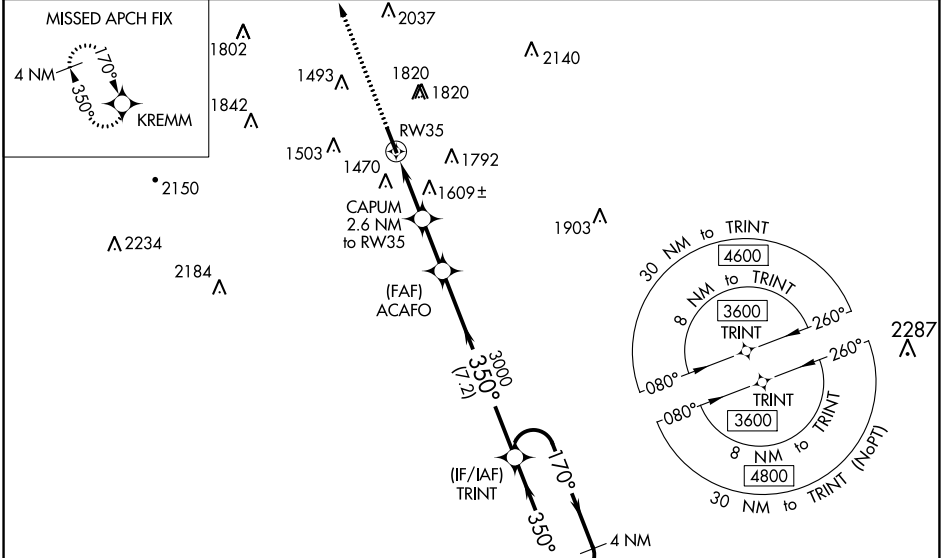 MISSED APCH FIX
4 NM
170°
350°
KREMM
1802
1842
2037
2140
1493
1820
1820
RW35
1503
1470
1792
1609±
2150
CAPUM
2.6 NM
to RW35
1903
2234
2184
(FAF)
ACAFO
3000
350°
(7.2)
(IF/IAF)
TRINT
170°
350°
4 NM
30 NM to TRINT
4600
8 NM to TRINT
3600
TRINT
260°
080°
2287
260°
080°
TRINT
3600
8 NM to TRINT
4800
30 NM to TRINT (NoPT)